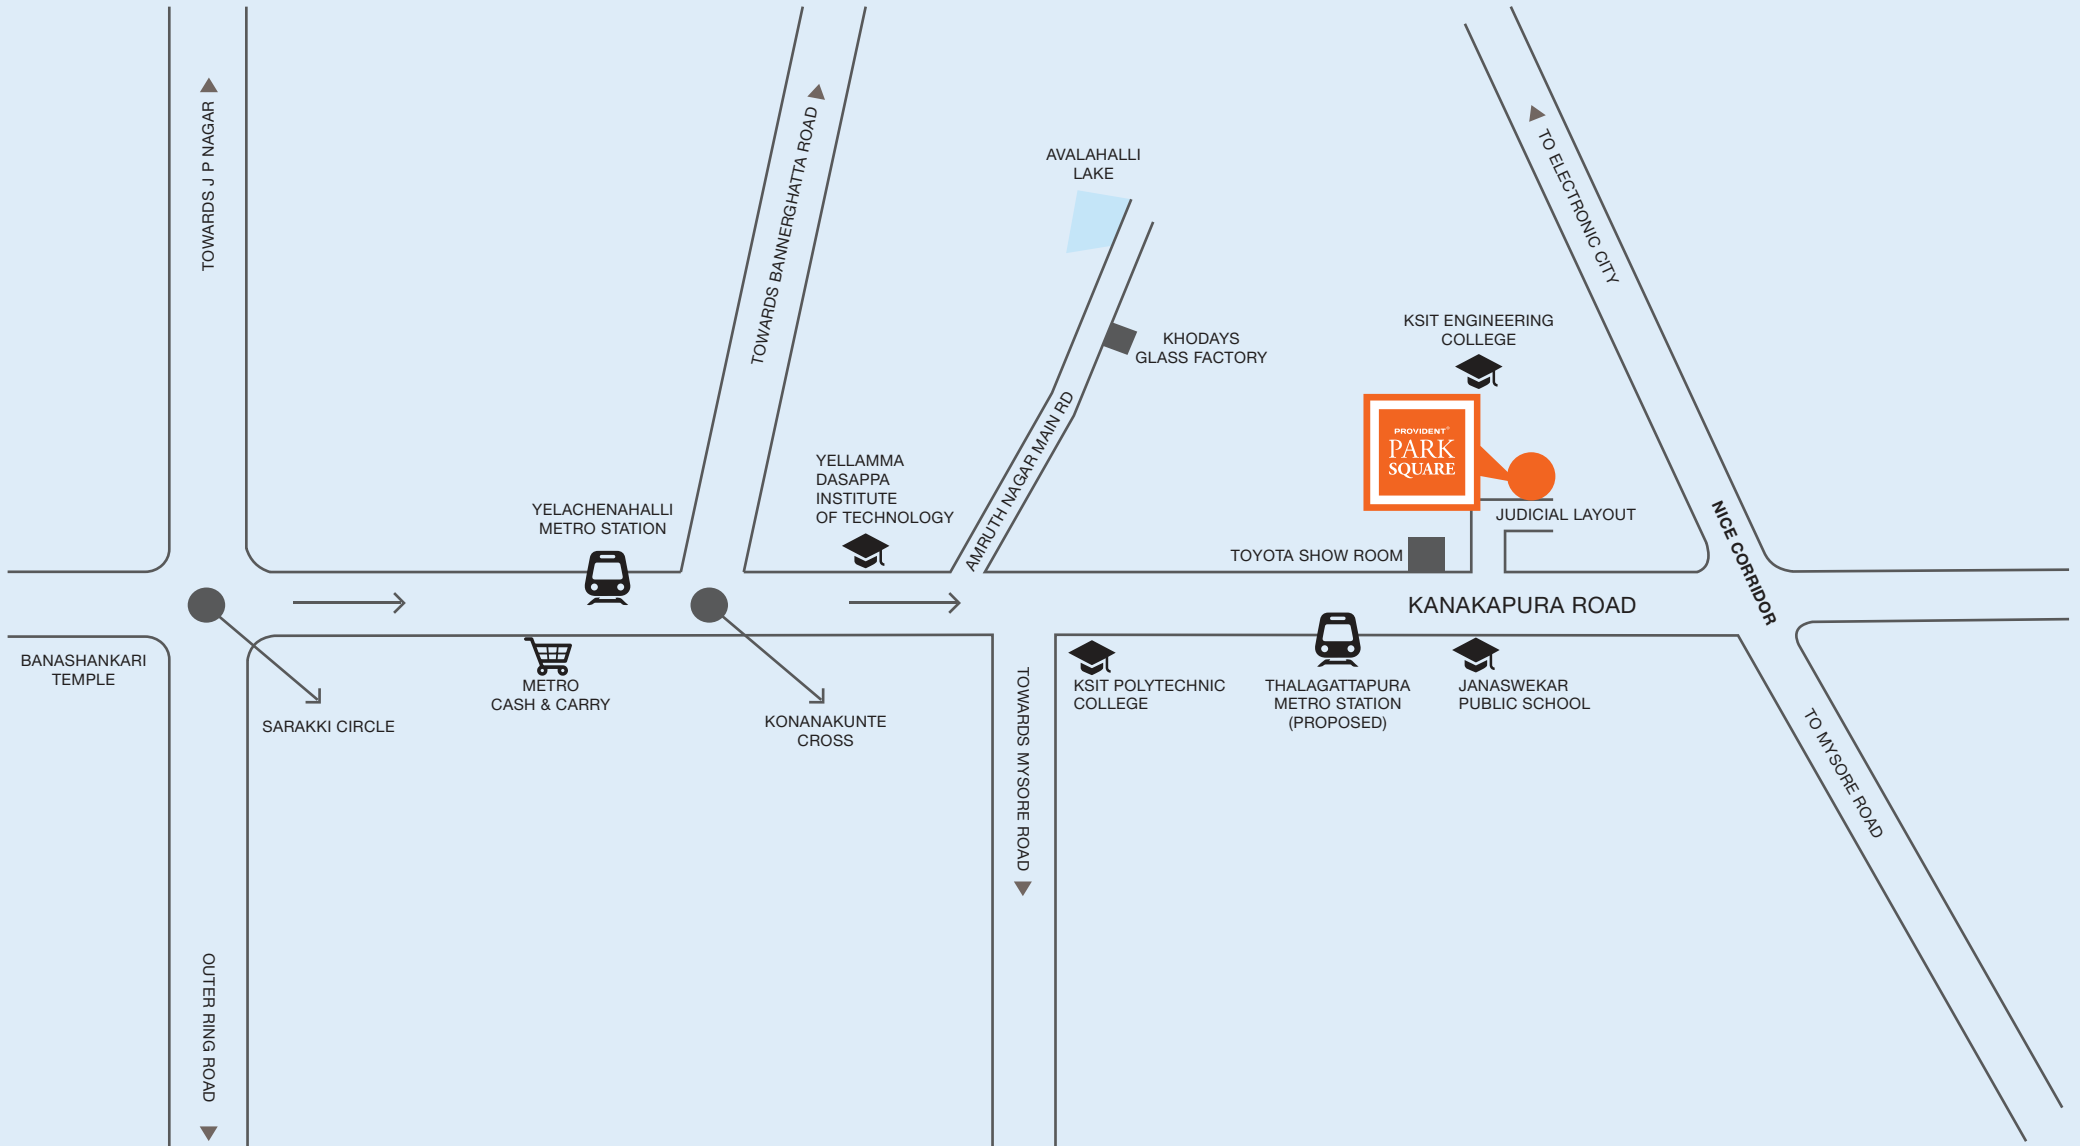 TOWARDS J P NAGAR
TOWARDS BANNERGHATTA ROAD
AVALAHALLI
LAKE
TO ELECTRONIC CITY
KHODAYS
GLASS FACTORY
KSIT ENGINEERING
COLLEGE
PROVIDENT®
PARK
SQUARE
AMRUTH NAGAR MAIN RD
YELLAMMA
DASAPPA
INSTITUTE
OF TECHNOLOGY
YELACHENAHALLI
METRO STATION
JUDICIAL LAYOUT
TOYOTA SHOW ROOM
NICE CORRIDOR
KANAKAPURA ROAD
BANASHANKARI
TEMPLE
SARAKKI CIRCLE
METRO
CASH & CARRY
KONANAKUNTE
CROSS
TOWARDS MYSORE ROAD
KSIT POLYTECHNIC
COLLEGE
THALAGATTAPURA
METRO STATION
(PROPOSED)
JANASWEKAR
PUBLIC SCHOOL
TO MYSORE ROAD
OUTER RING ROAD